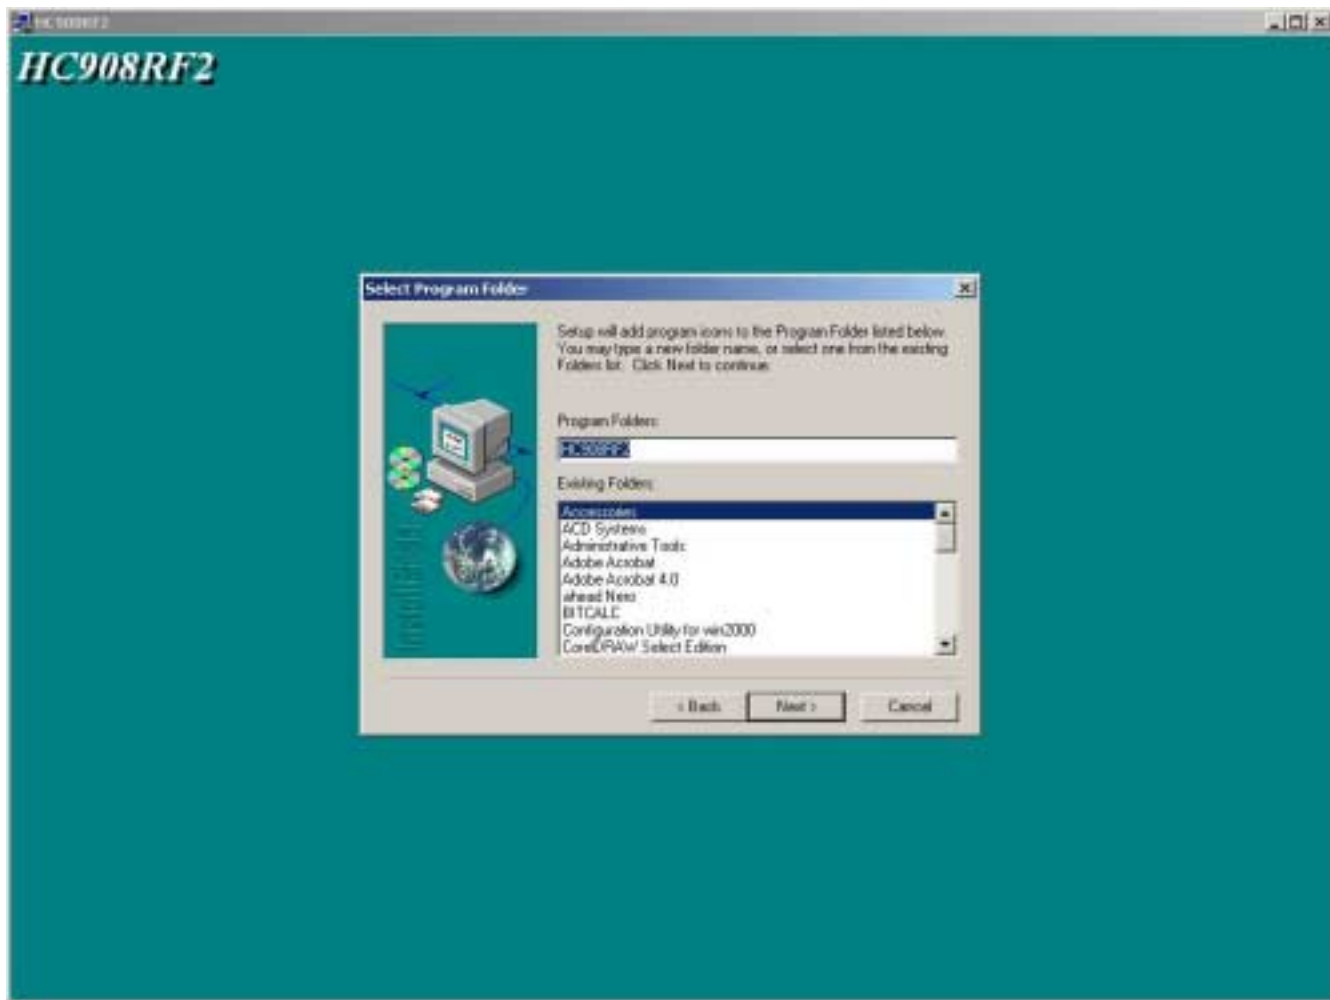 HC908RF2
HC908RF2
Select Program Folder
Setup will add program icons to the Program Folder listed below.
You may type a new folder name, or select one from the existing
Folders list. Click Next to continue.
Program Folders:
HC908RF2
Existing Folders:
Accessories
ACD Systems
Administrative Tools
Adobe Acrobat
Adobe Acrobat 4.0
ahead Nero
BITCALC
Configuration Utility for win2000
CorelDRAW Select Edition
< Back
Next >
Cancel